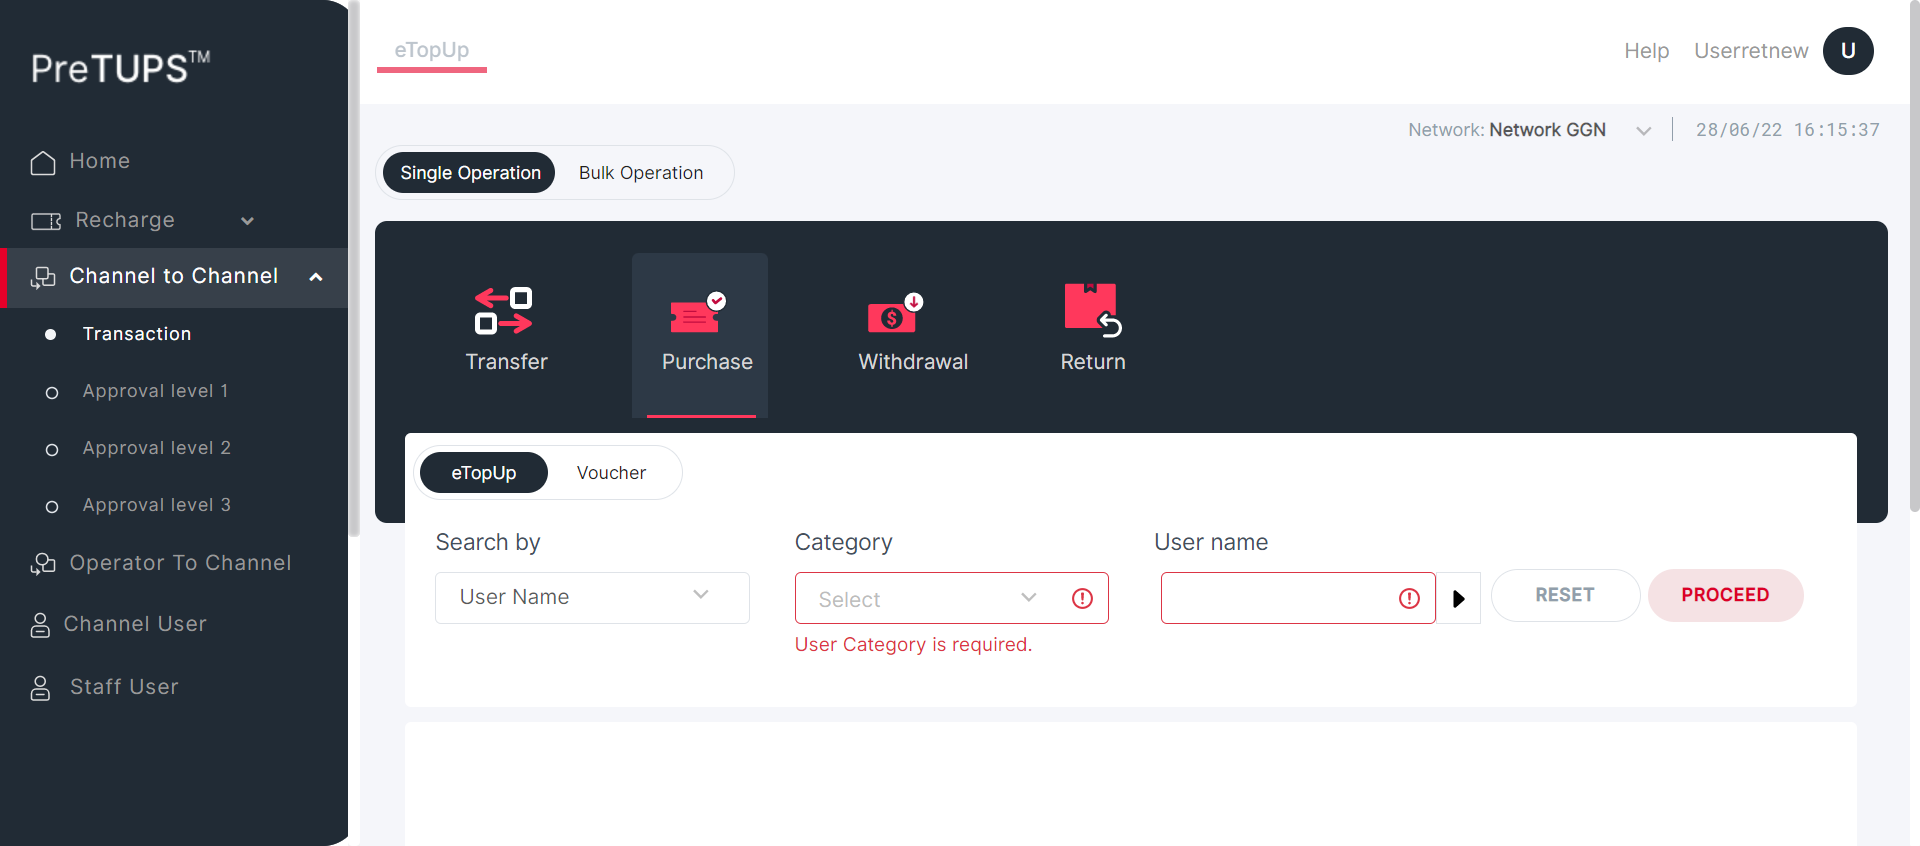 PreTUPS™
Home
Recharge
Channel to Channel
Transaction
Approval level 1
Approval level 2
Approval level 3
Operator To Channel
Channel User
Staff User
eTopUp
Help
Userretnew
U
Network: Network GGN
28/06/22 16:15:37
Single Operation
Bulk Operation
Transfer
Purchase
Withdrawal
Return
eTopUp
Voucher
Search by
Category
User name
User Name
Select
RESET
PROCEED
User Category is required.